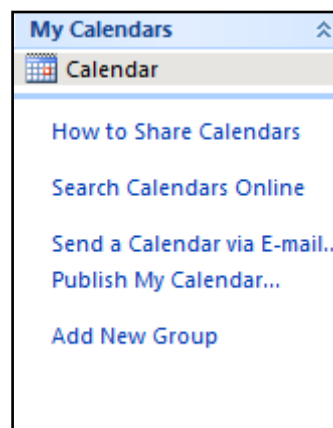 My Calendars
Calendar
How to Share Calendars
Search Calendars Online
Send a Calendar via E-mail..
Publish My Calendar...
Add New Group